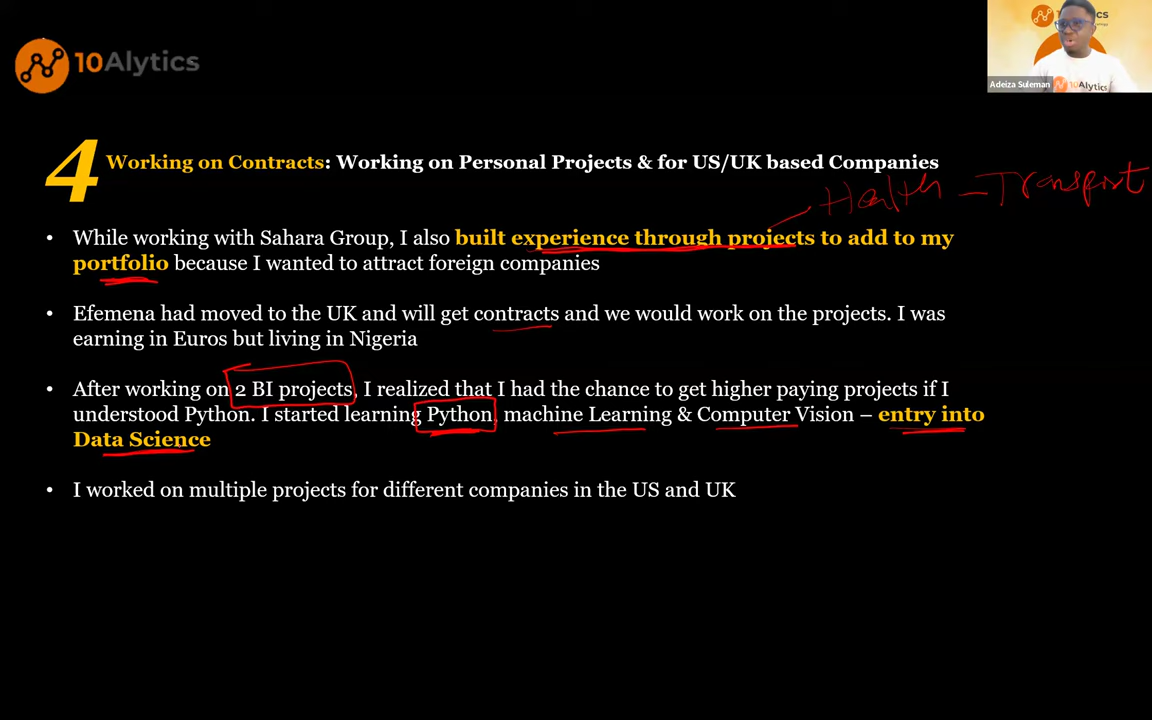 10Alytics
10Alytics
Adeiza Suleman
4
Working on Contracts: Working on Personal Projects & for US/UK based Companies
Health - Transport
• While working with Sahara Group, I also built experience through projects to add to my
portfolio because I wanted to attract foreign companies
• Efemena had moved to the UK and will get contracts and we would work on the projects. I was
earning in Euros but living in Nigeria
• After working on 2 BI projects, I realized that I had the chance to get higher paying projects if I
understood Python. I started learning Python, machine Learning & Computer Vision – entry into
Data Science
• I worked on multiple projects for different companies in the US and UK